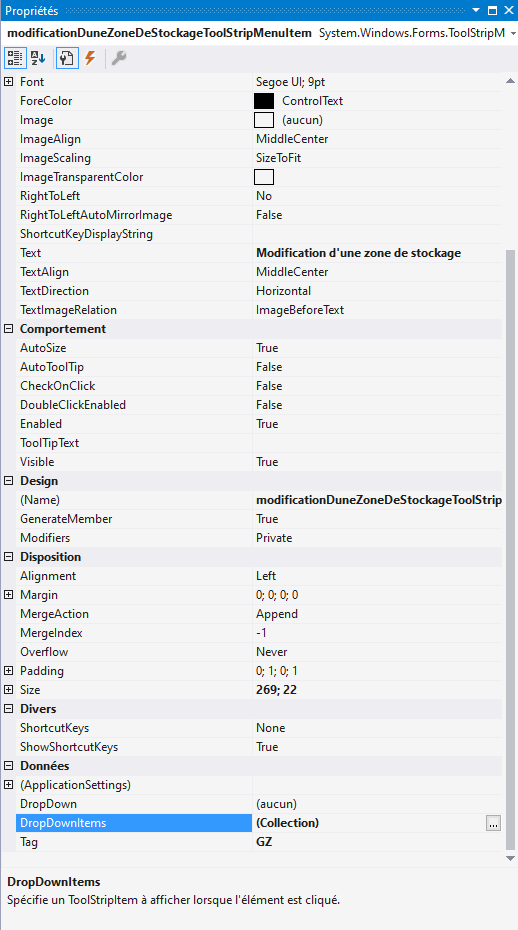 Propriétés
modificationDuneZoneDeStockageToolStripMenuItem System.Windows.Forms.ToolStripM
Font Segoe UI; 9pt
ForeColor ControlText
Image (aucun)
ImageAlign MiddleCenter
ImageScaling SizeToFit
ImageTransparentColor
RightToLeft No
RightToLeftAutoMirrorImage False
ShortcutKeyDisplayString
Text Modification d'une zone de stockage
TextAlign MiddleCenter
TextDirection Horizontal
TextImageRelation ImageBeforeText
Comportement
AutoSize True
AutoToolTip False
CheckOnClick False
DoubleClickEnabled False
Enabled True
ToolTipText
Visible True
Design
(Name) modificationDuneZoneDeStockageToolStrip
GenerateMember True
Modifiers Private
Disposition
Alignment Left
Margin 0; 0; 0; 0
MergeAction Append
MergeIndex -1
Overflow Never
Padding 0; 1; 0; 1
Size 269; 22
Divers
ShortcutKeys None
ShowShortcutKeys True
Données
(ApplicationSettings)
DropDown (aucun)
DropDownItems (Collection) ...
Tag GZ
DropDownItems
Spécifie un ToolStripItem à afficher lorsque l'élément est cliqué.